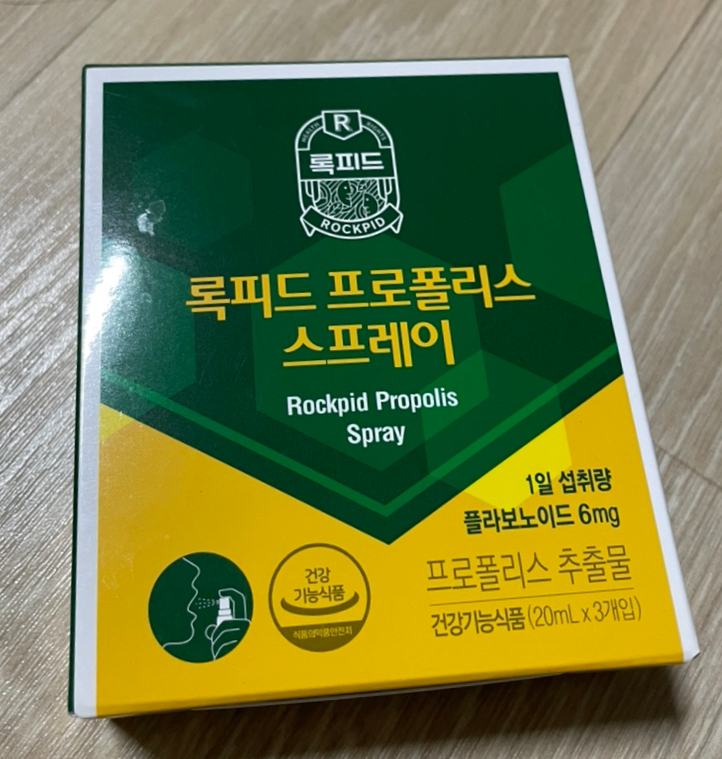 HEALTH R RIGHTS
록피드
ROCKPID
록피드 프로폴리스
스프레이
Rockpid Propolis
Spray
1일 섭취량
플라보노이드 6mg
프로폴리스 추출물
건강기능식품 (20mL x 3개입)
건강
기능식품
식품의약품안전처